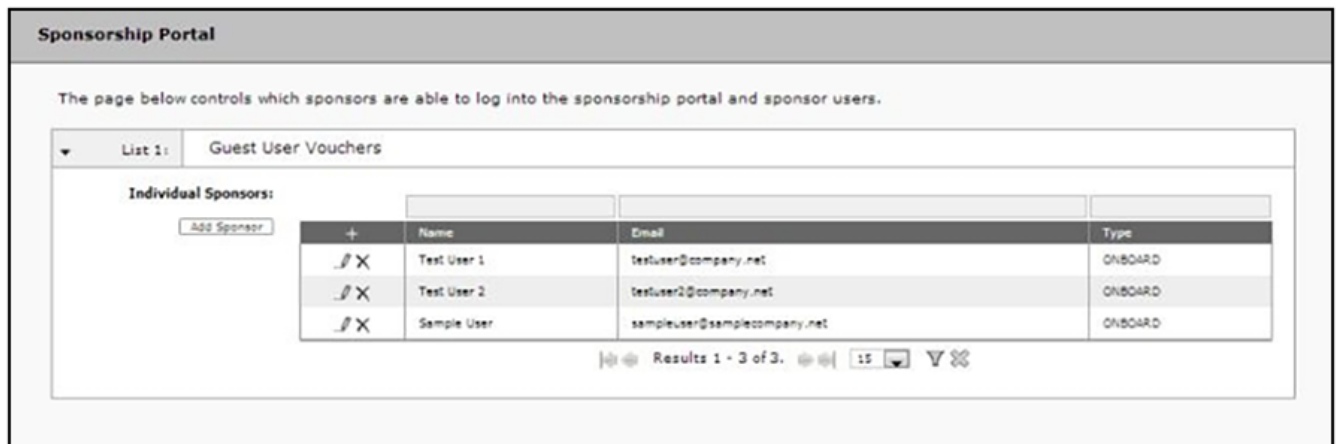 Sponsorship Portal
The page below controls which sponsors are able to log into the sponsorship portal and sponsor users.
List 1: Guest User Vouchers
Individual Sponsors:
Add Sponsor
+ Name Email Type
Test User 1 testuser@company.net ONBOARD
Test User 2 testuser2@company.net ONBOARD
Sample User sampleuser@samplecompany.net ONBOARD
Results 1 - 3 of 3. 15